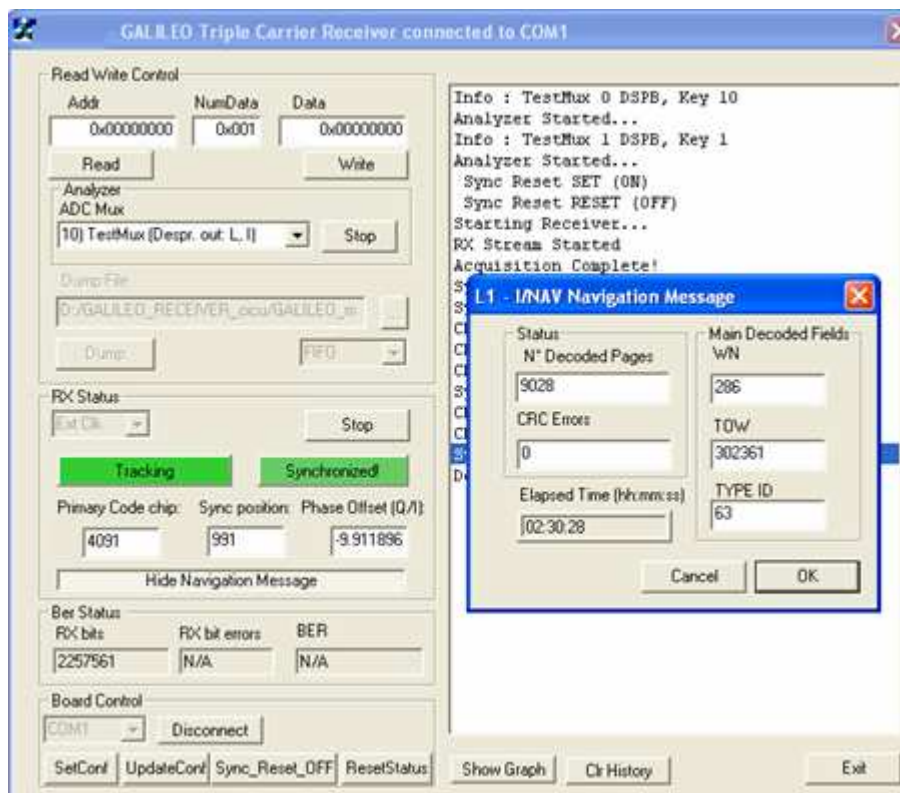 GALILEO Triple Carrier Receiver connected to COM1
Read Write Control
Addr NumData Data
0x00000000 0x001 0x00000000
Read Write
Analyzer
ADC Mux
10) TestMux (Despr. out: L, I) Stop
Dump File
D:/GALILEO_RECEIVER_cicu/GALILEO_m ...
Dump FIFO
RX Status
Ext Clk Stop
Tracking Synchronized!
Primary Code chip: Sync position: Phase Offset (Q/I):
4091 991 -9.911896
Hide Navigation Message
Ber Status
RX bits RX bit errors BER
2257561 N/A N/A
Board Control
COM1 Disconnect
SetConf UpdateConf Sync_Reset_OFF ResetStatus
Info : TestMux 0 DSPB, Key 10
Analyzer Started...
Info : TestMux 1 DSPB, Key 1
Analyzer Started...
Sync Reset SET (ON)
Sync Reset RESET (OFF)
Starting Receiver...
RX Stream Started
Acquisition Complete!
L1 - I/NAV Navigation Message
Status
N° Decoded Pages
9028
CRC Errors
0
Elapsed Time (hh:mm:ss)
02:30:28
Main Decoded Fields
WN
286
TOW
302361
TYPE ID
63
Cancel OK
Show Graph Clr History Exit